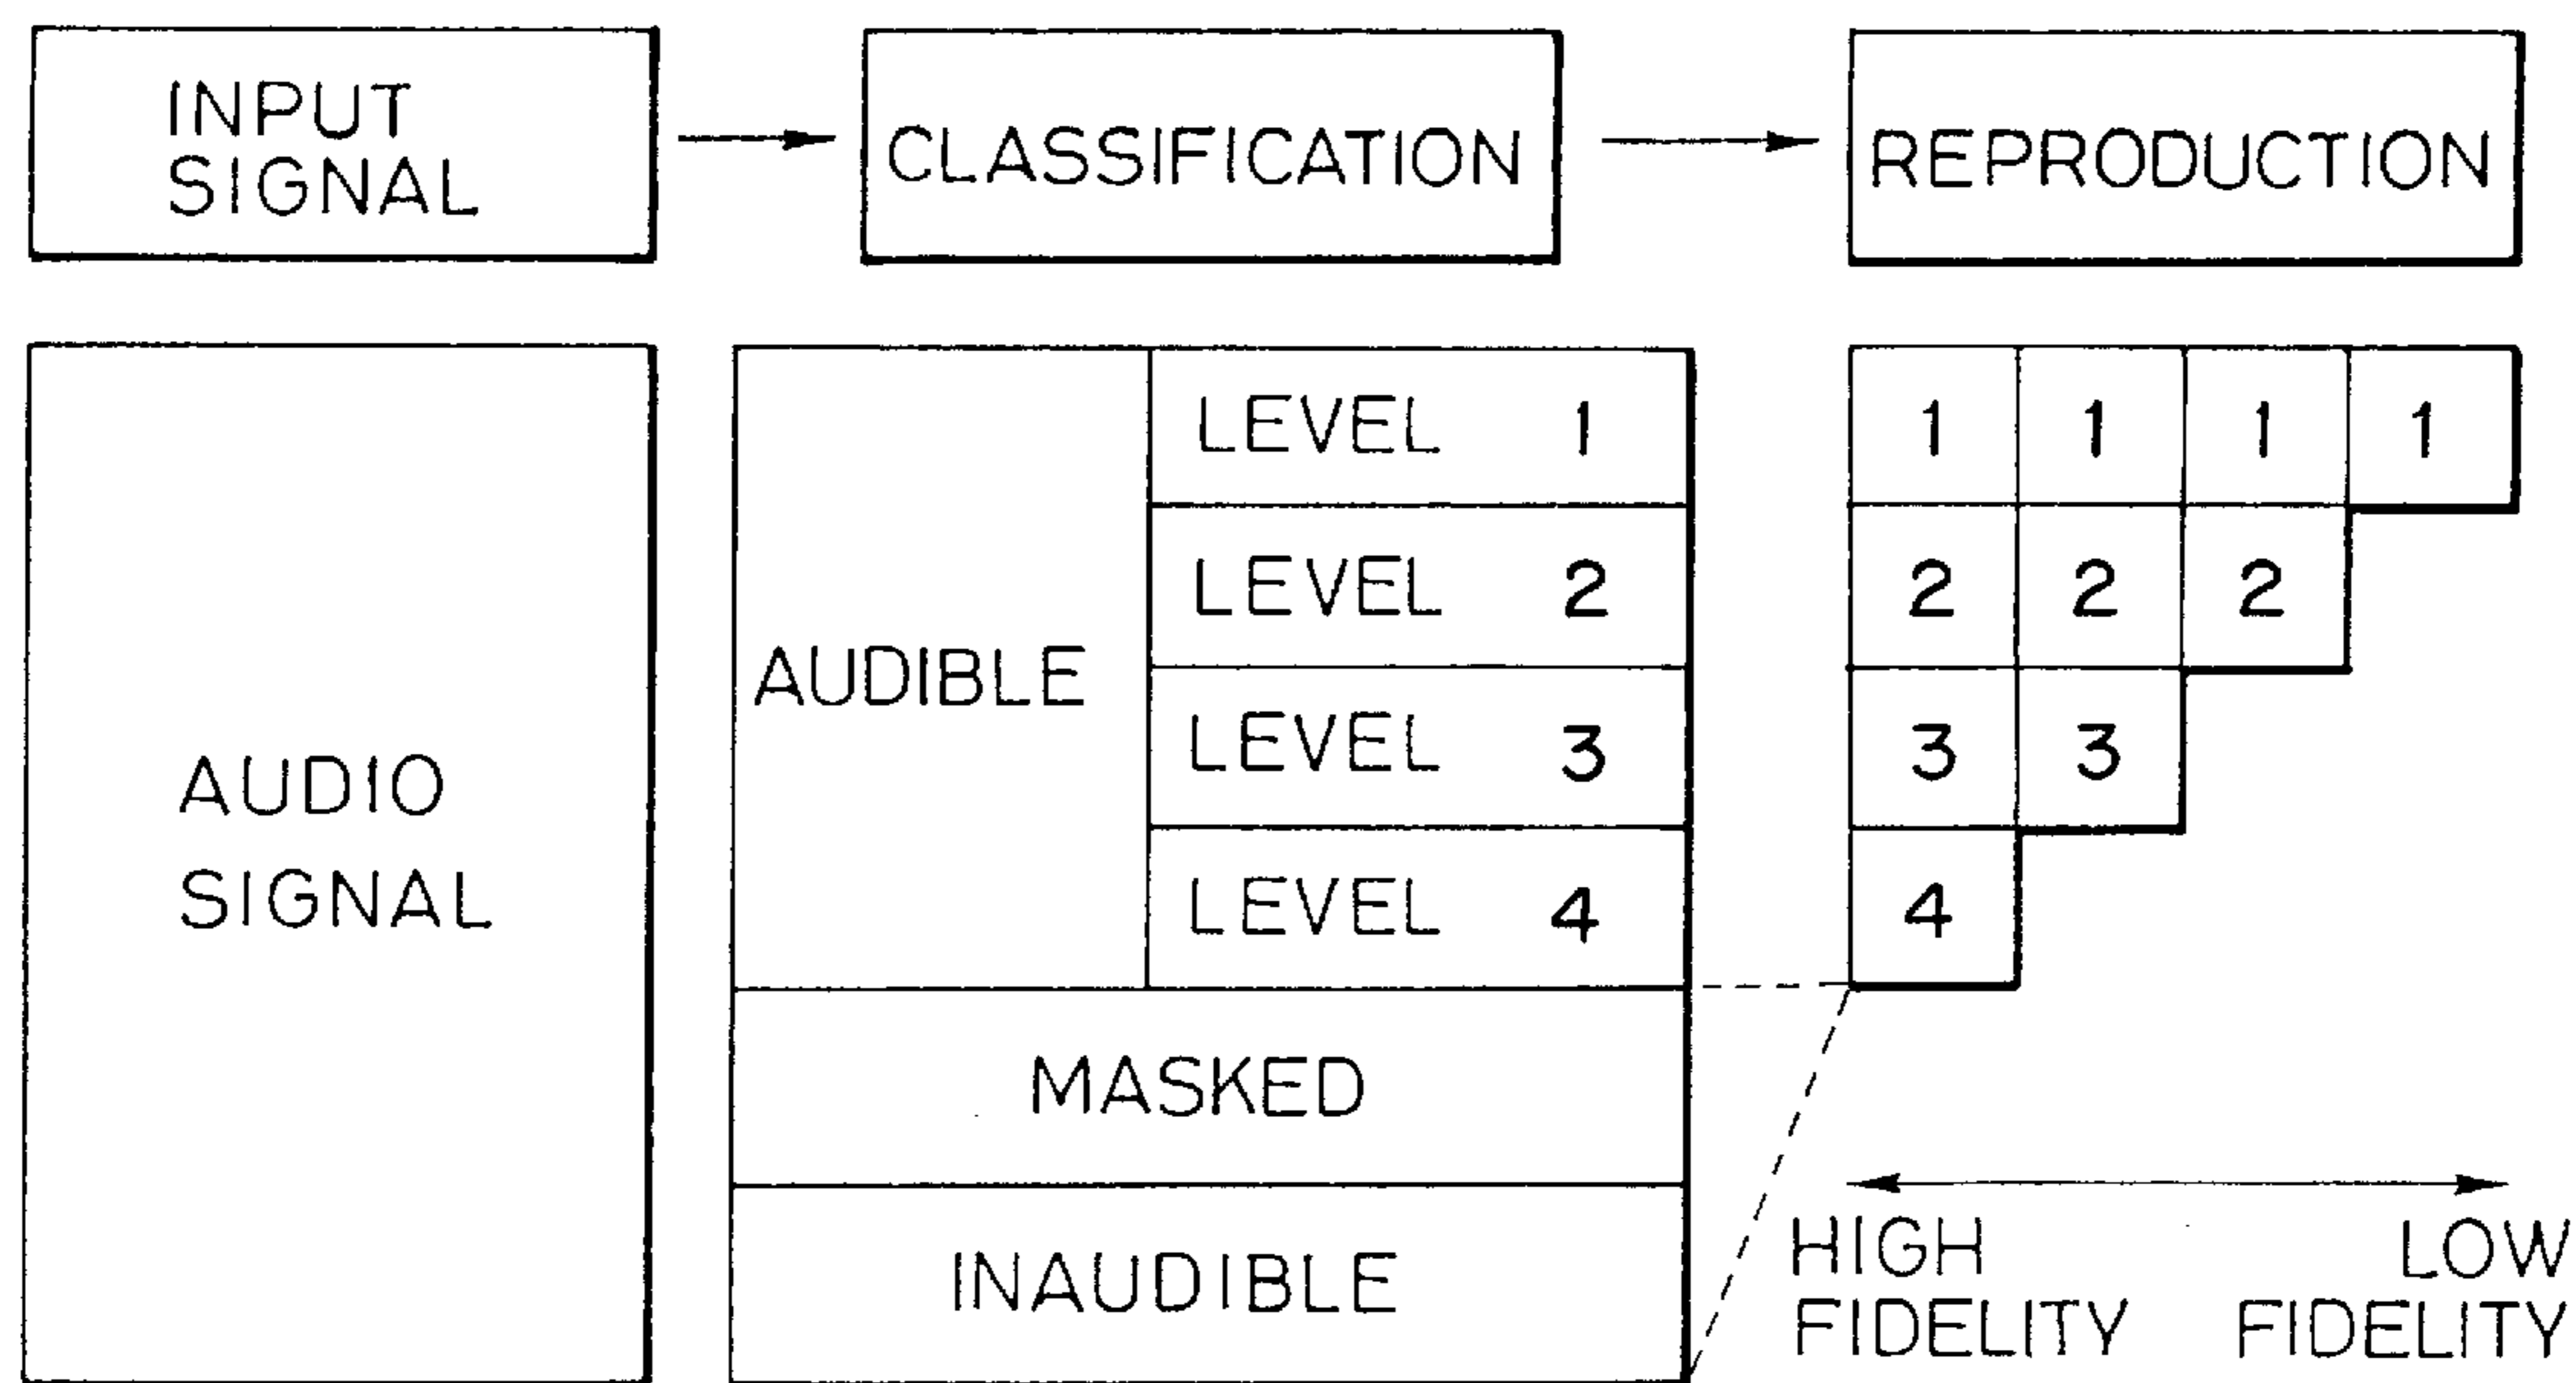 INPUT
SIGNAL
CLASSIFICATION
REPRODUCTION
AUDIO
SIGNAL
AUDIBLE
LEVEL 1
LEVEL 2
LEVEL 3
LEVEL 4
MASKED
INAUDIBLE
1 1 1 1
2 2 2
3 3
4
HIGH
FIDELITY
LOW
FIDELITY